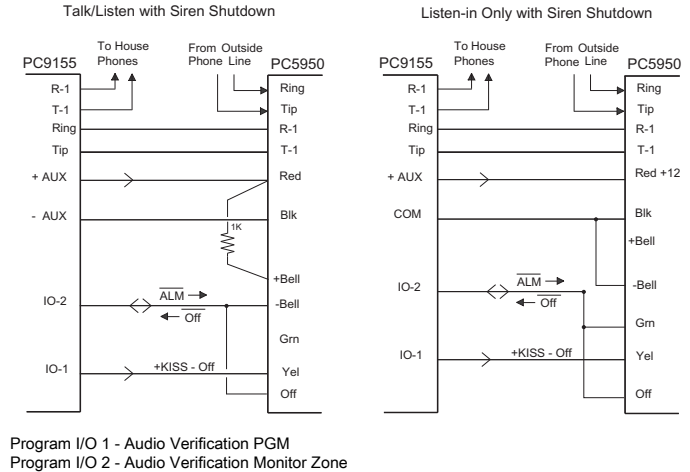 Talk/Listen with Siren Shutdown
PC9155
To House
Phones
From Outside
Phone Line
PC5950
R-1
Ring
T-1
Tip
Ring
R-1
Tip
T-1
+ AUX
Red
- AUX
Blk
1K
+Bell
IO-2
ALM
-Bell
Off
Grn
IO-1
+KISS - Off
Yel
Off
Listen-in Only with Siren Shutdown
PC9155
To House
Phones
From Outside
Phone Line
PC5950
R-1
Ring
T-1
Tip
Ring
R-1
Tip
T-1
+ AUX
Red +12
COM
Blk
+Bell
IO-2
ALM
-Bell
Off
Grn
IO-1
+KISS - Off
Yel
Off
Program I/O 1 - Audio Verification PGM
Program I/O 2 - Audio Verification Monitor Zone